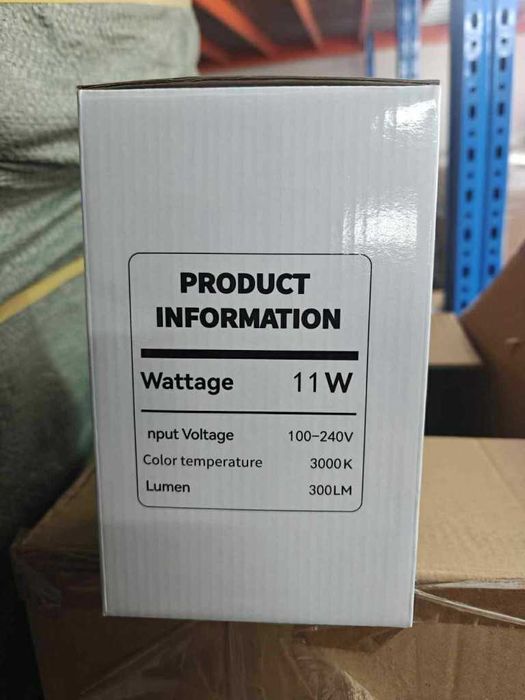 PRODUCT
INFORMATION
Wattage 11W
nput Voltage 100-240V
Color temperature 3000K
Lumen 300LM